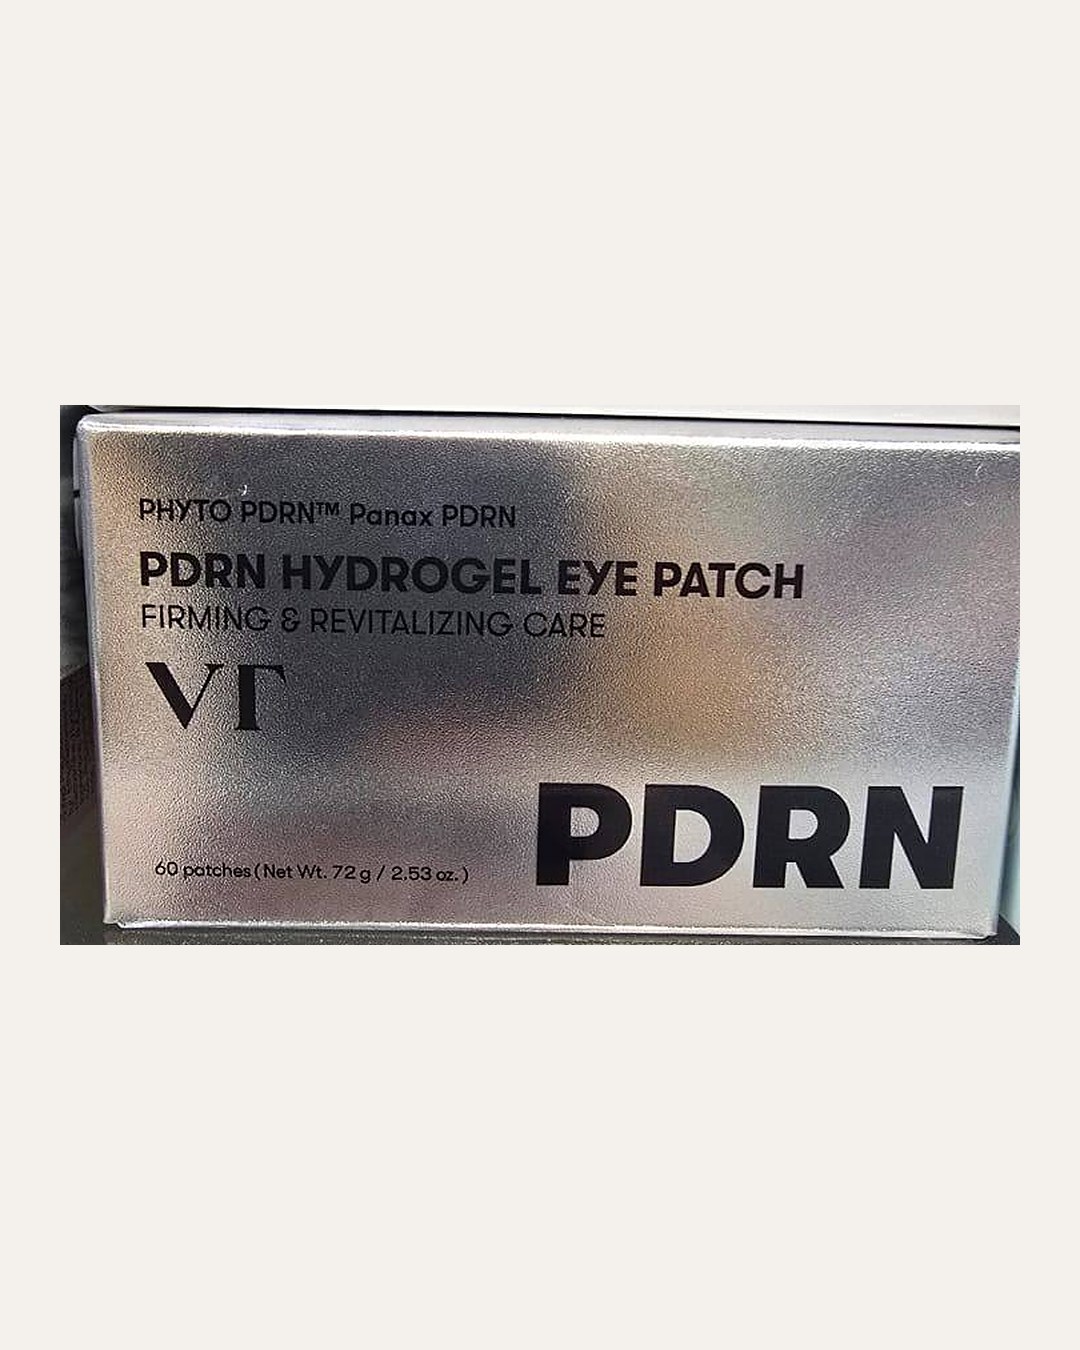 PHYTO PDRN™ Panax PDRN
PDRN HYDROGEL EYE PATCH
FIRMING & REVITALIZING CARE
VT
PDRN
60 patches (Net Wt. 72 g / 2.53 oz.)